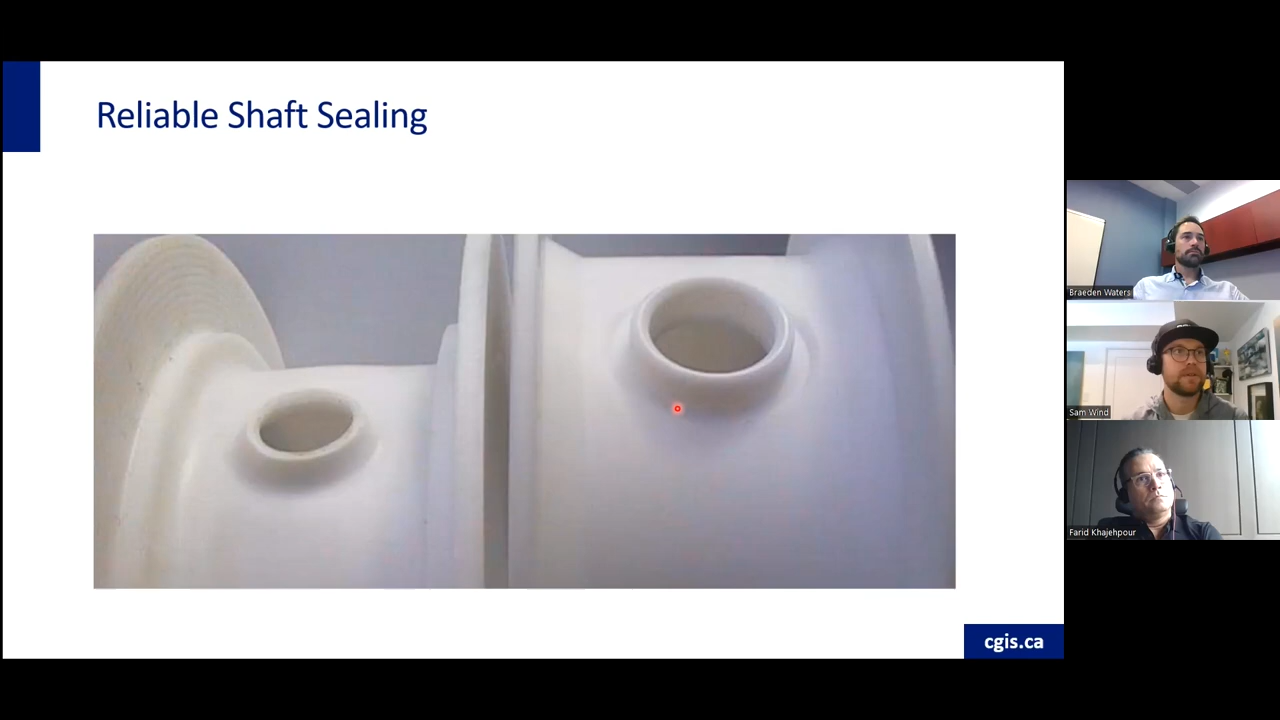 Reliable Shaft Sealing
Braeden Waters
Sam Wind
Farid Khajehpour
cgis.ca